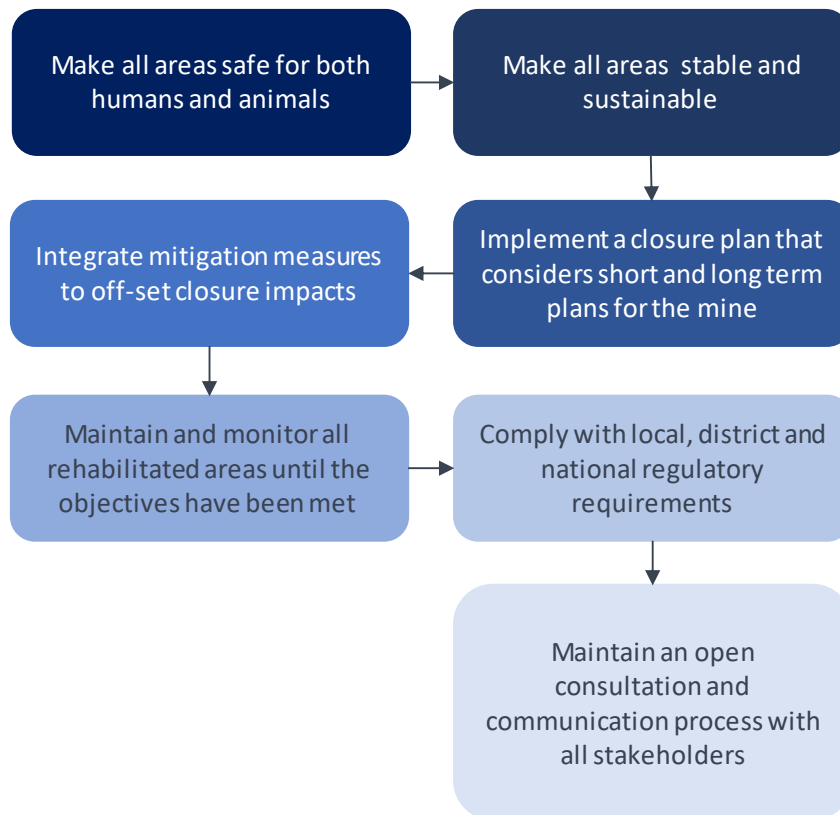 Make all areas safe for both
humans and animals
Make all areas stable and
sustainable
Implement a closure plan that
considers short and long term
plans for the mine
Integrate mitigation measures
to off-set closure impacts
Maintain and monitor all
rehabilitated areas until the
objectives have been met
Comply with local, district and
national regulatory
requirements
Maintain an open
consultation and
communication process with
all stakeholders